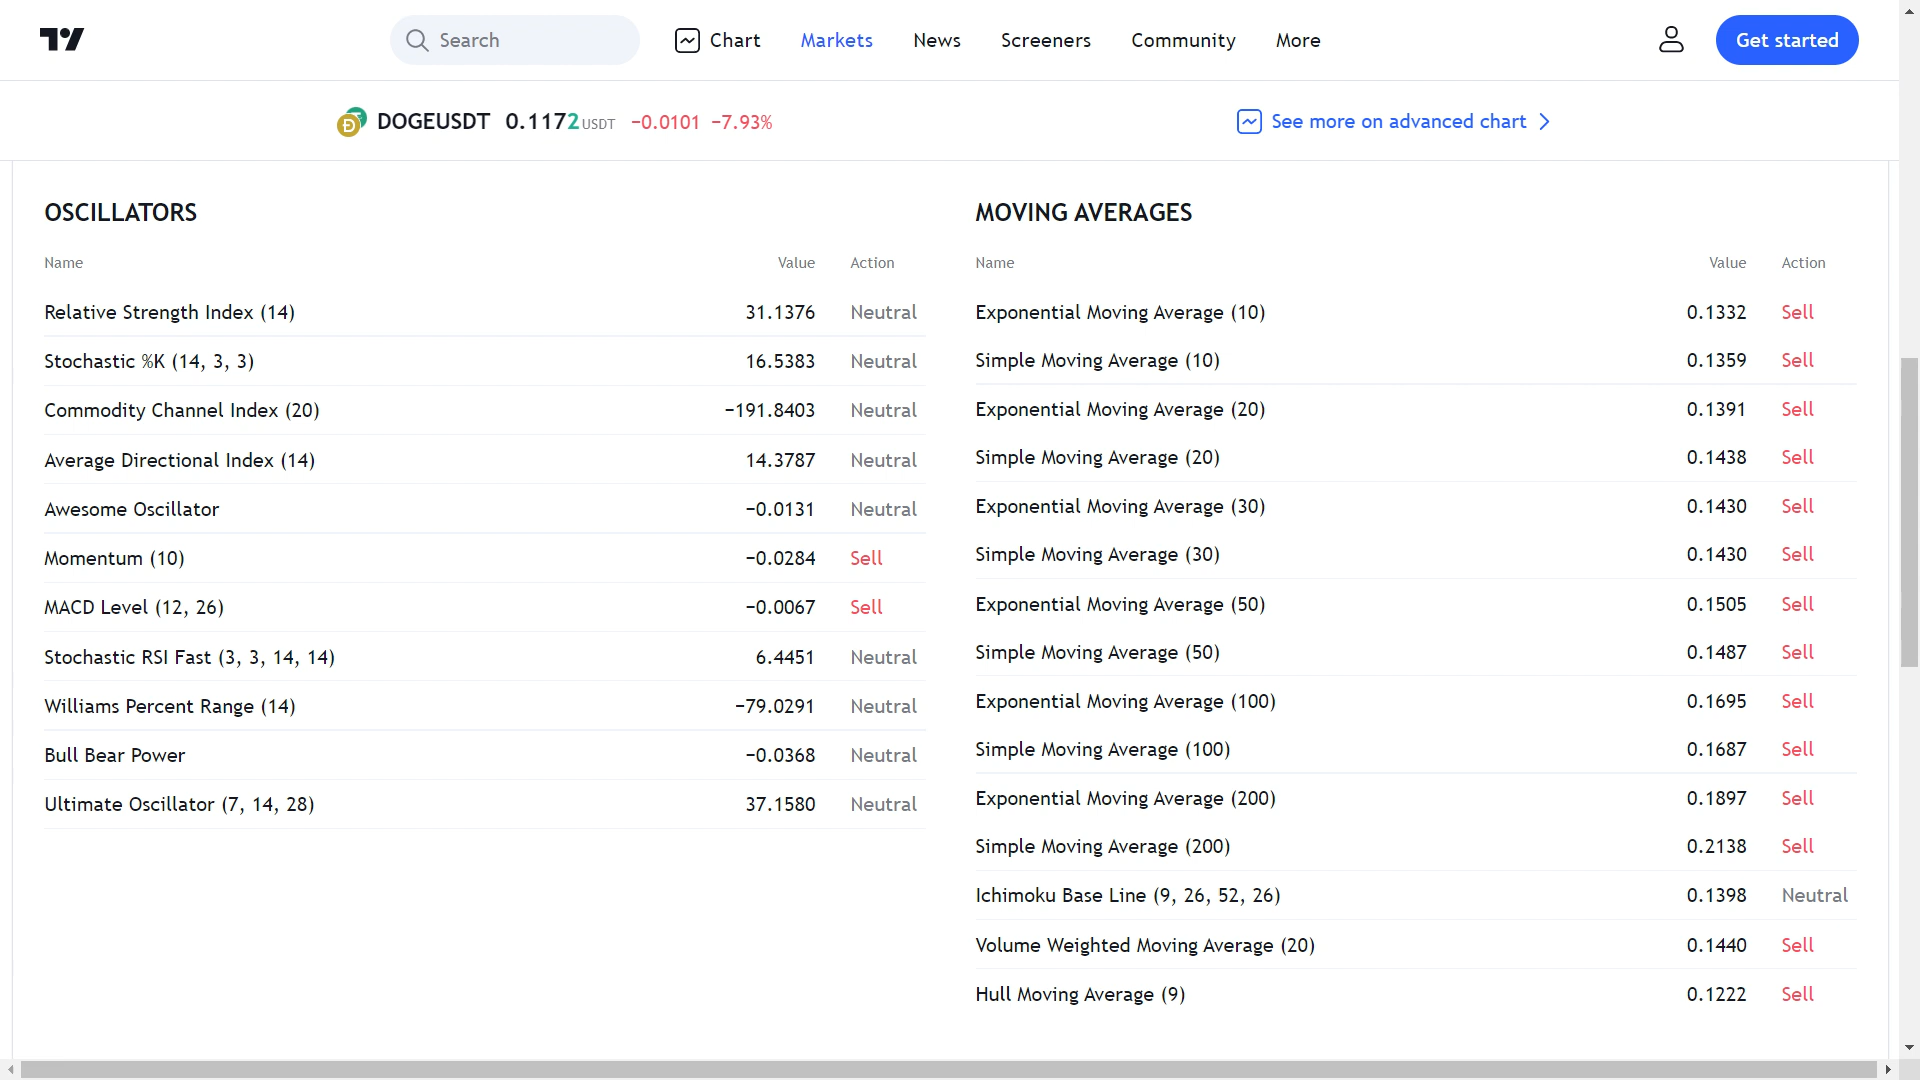 TV
Search
Chart
Markets
News
Screeners
Community
More
Get started
DOGEUSDT 0.1172 USDT −0.0101 −7.93%
See more on advanced chart
OSCILLATORS
Name Value Action
Relative Strength Index (14) 31.1376 Neutral
Stochastic %K (14, 3, 3) 16.5383 Neutral
Commodity Channel Index (20) −191.8403 Neutral
Average Directional Index (14) 14.3787 Neutral
Awesome Oscillator −0.0131 Neutral
Momentum (10) −0.0284 Sell
MACD Level (12, 26) −0.0067 Sell
Stochastic RSI Fast (3, 3, 14, 14) 6.4451 Neutral
Williams Percent Range (14) −79.0291 Neutral
Bull Bear Power −0.0368 Neutral
Ultimate Oscillator (7, 14, 28) 37.1580 Neutral
MOVING AVERAGES
Name Value Action
Exponential Moving Average (10) 0.1332 Sell
Simple Moving Average (10) 0.1359 Sell
Exponential Moving Average (20) 0.1391 Sell
Simple Moving Average (20) 0.1438 Sell
Exponential Moving Average (30) 0.1430 Sell
Simple Moving Average (30) 0.1430 Sell
Exponential Moving Average (50) 0.1505 Sell
Simple Moving Average (50) 0.1487 Sell
Exponential Moving Average (100) 0.1695 Sell
Simple Moving Average (100) 0.1687 Sell
Exponential Moving Average (200) 0.1897 Sell
Simple Moving Average (200) 0.2138 Sell
Ichimoku Base Line (9, 26, 52, 26) 0.1398 Neutral
Volume Weighted Moving Average (20) 0.1440 Sell
Hull Moving Average (9) 0.1222 Sell